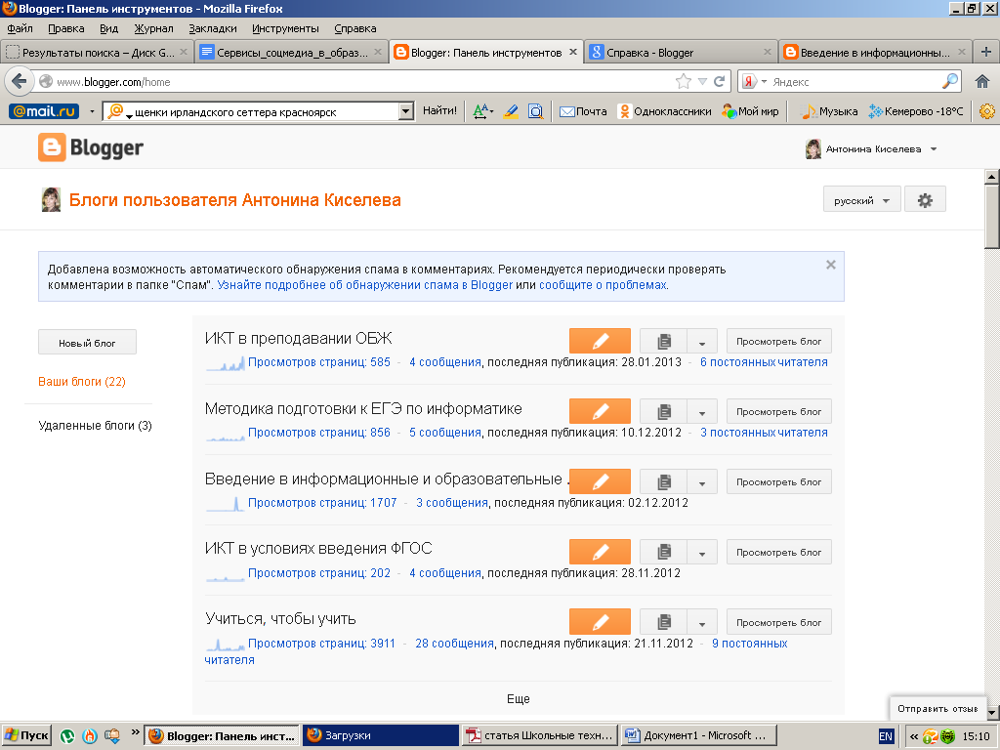 Blogger: Панель инструментов - Mozilla Firefox
Файл Правка Вид Журнал Закладки Инструменты Справка
Результаты поиска – Диск G... Сервисы_соцмедиа_в_образ... Blogger: Панель инструментов Справка - Blogger Введение в информационны...
www.blogger.com/home Яндекс
@mail.ru щенки ирландского сеттера красноярск Найти! Почта Одноклассники Мой мир Музыка Кемерово -18°C
Blogger Антонина Киселева
Блоги пользователя Антонина Киселева русский
Добавлена возможность автоматического обнаружения спама в комментариях. Рекомендуется периодически проверять
комментарии в папке "Спам". Узнайте подробнее об обнаружении спама в Blogger или сообщите о проблемах.
Новый блог
Ваши блоги (22)
Удаленные блоги (3)
ИКТ в преподавании ОБЖ Просмотреть блог
Просмотров страниц: 585 - 4 сообщения, последняя публикация: 28.01.2013 - 6 постоянных читателя
Методика подготовки к ЕГЭ по информатике Просмотреть блог
Просмотров страниц: 856 - 5 сообщения, последняя публикация: 10.12.2012 - 3 постоянных читателя
Введение в информационные и образовательные . Просмотреть блог
Просмотров страниц: 1707 - 3 сообщения, последняя публикация: 02.12.2012
ИКТ в условиях введения ФГОС Просмотреть блог
Просмотров страниц: 202 - 4 сообщения, последняя публикация: 28.11.2012
Учиться, чтобы учить Просмотреть блог
Просмотров страниц: 3911 - 28 сообщения, последняя публикация: 21.11.2012 - 9 постоянных
читателя
Еще
Отправить отзыв
Пуск » Blogger: Панель инст... Загрузки статья Школьные техн... Документ1 - Microsoft ... EN « 15:10